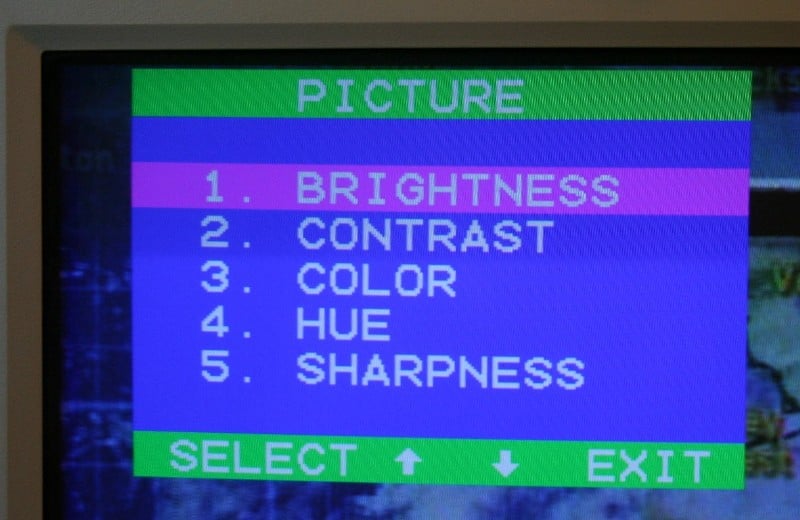 PICTURE
1. BRIGHTNESS
2. CONTRAST
3. COLOR
4. HUE
5. SHARPNESS
SELECT ↑ ↓ EXIT